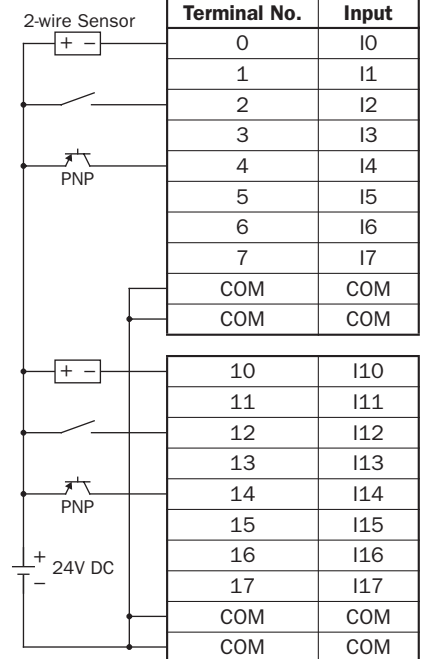 2-wire Sensor
Terminal No. Input
+ − 0 I0
1 I1
2 I2
3 I3
4 I4
PNP
5 I5
6 I6
7 I7
COM COM
COM COM
+ − 10 I10
11 I11
12 I12
13 I13
14 I14
PNP
15 I15
+
24V DC
−
16 I16
17 I17
COM COM
COM COM